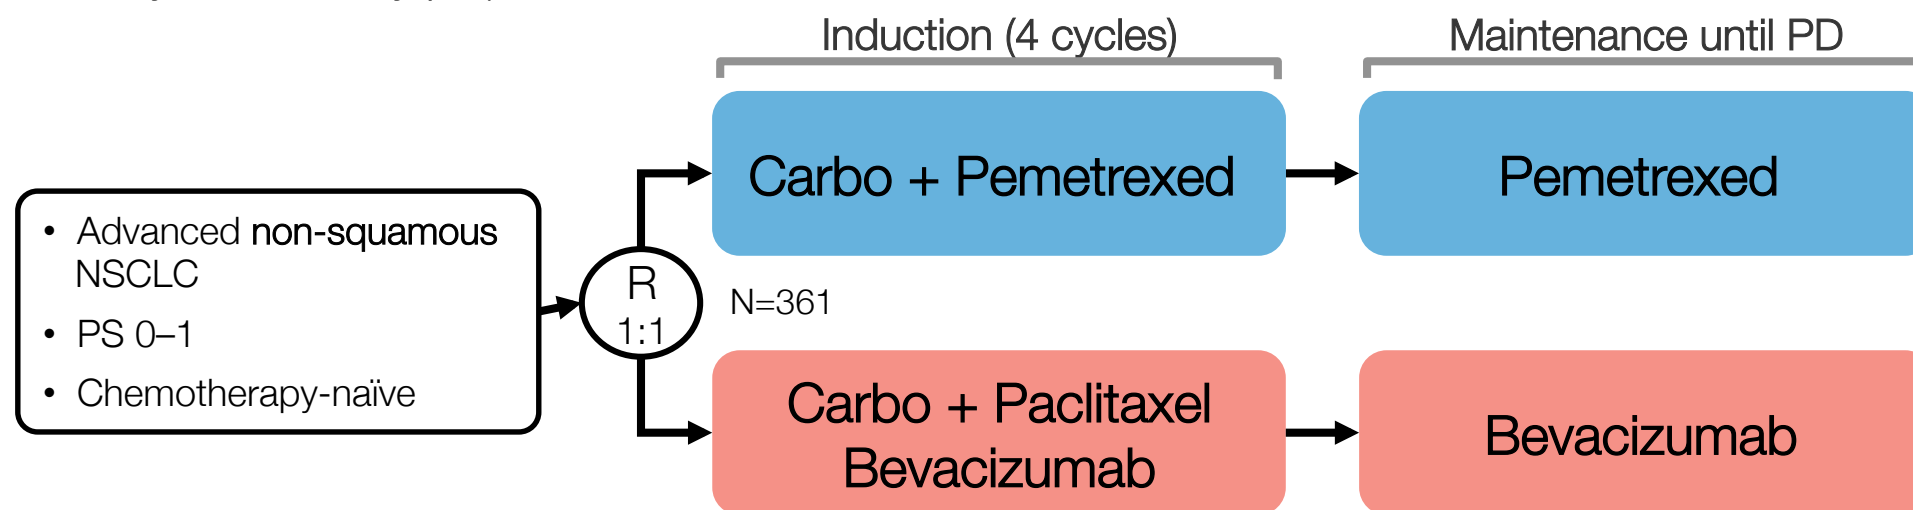 Induction (4 cycles)
Maintenance until PD
Carbo + Pemetrexed
Pemetrexed
• Advanced non-squamous
NSCLC
• PS 0–1
• Chemotherapy-naïve
R
1:1
N=361
Carbo + Paclitaxel
Bevacizumab
Bevacizumab